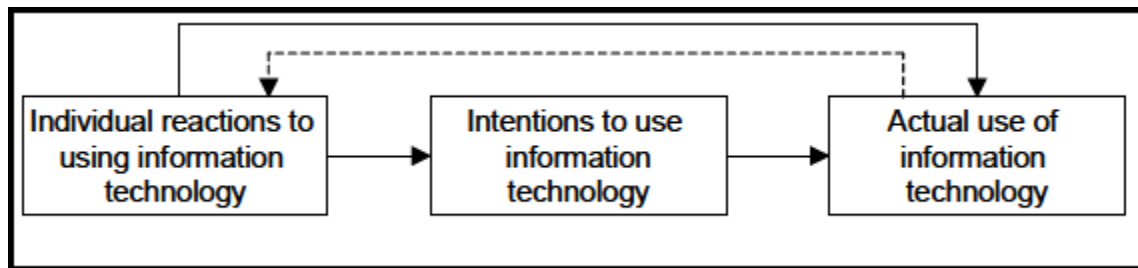 Individual reactions to
using information
technology
Intentions to use
information
technology
Actual use of
information
technology